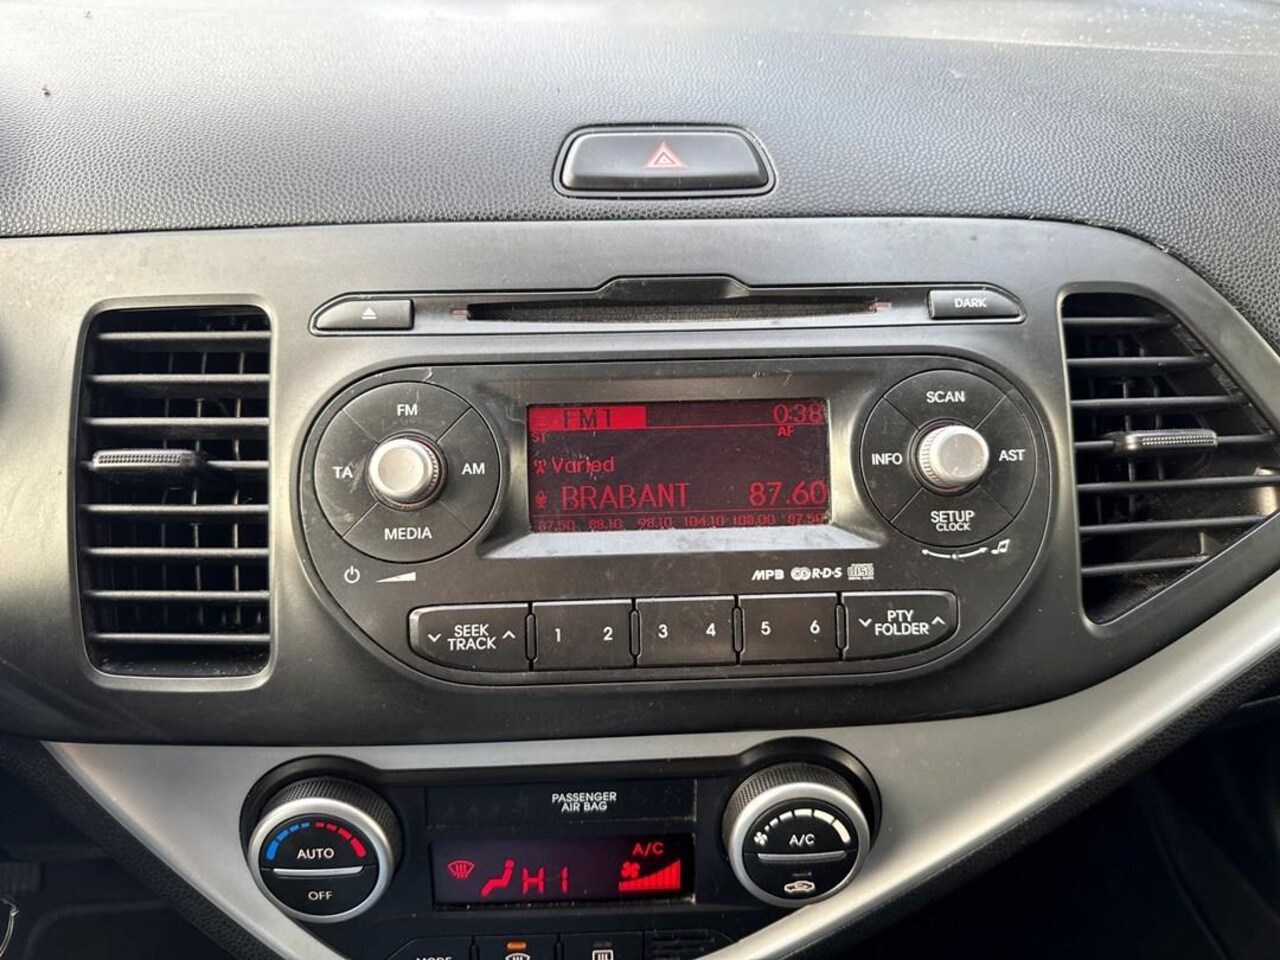 DARK
FM
TA
AM
MEDIA
FM1
0:38
ST
AF
Varied
BRABANT 87.60
87.50 88.10 98.10 104.10 108.00 87.50
SCAN
INFO
AST
SETUP
CLOCK
MP3 R·D·S
SEEK
TRACK
1 2 3 4 5 6
PTY
FOLDER
PASSENGER
AIR BAG
AUTO
OFF
HI
A/C
A/C
MODE